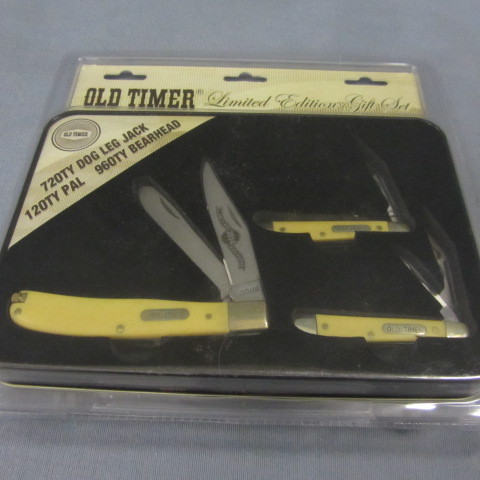 OLD TIMER® Limited Edition Gift Set
OLD TIMER
72OTY DOG LEG JACK
12OTY PAL 96OTY BEARHEAD
OLD TIMER